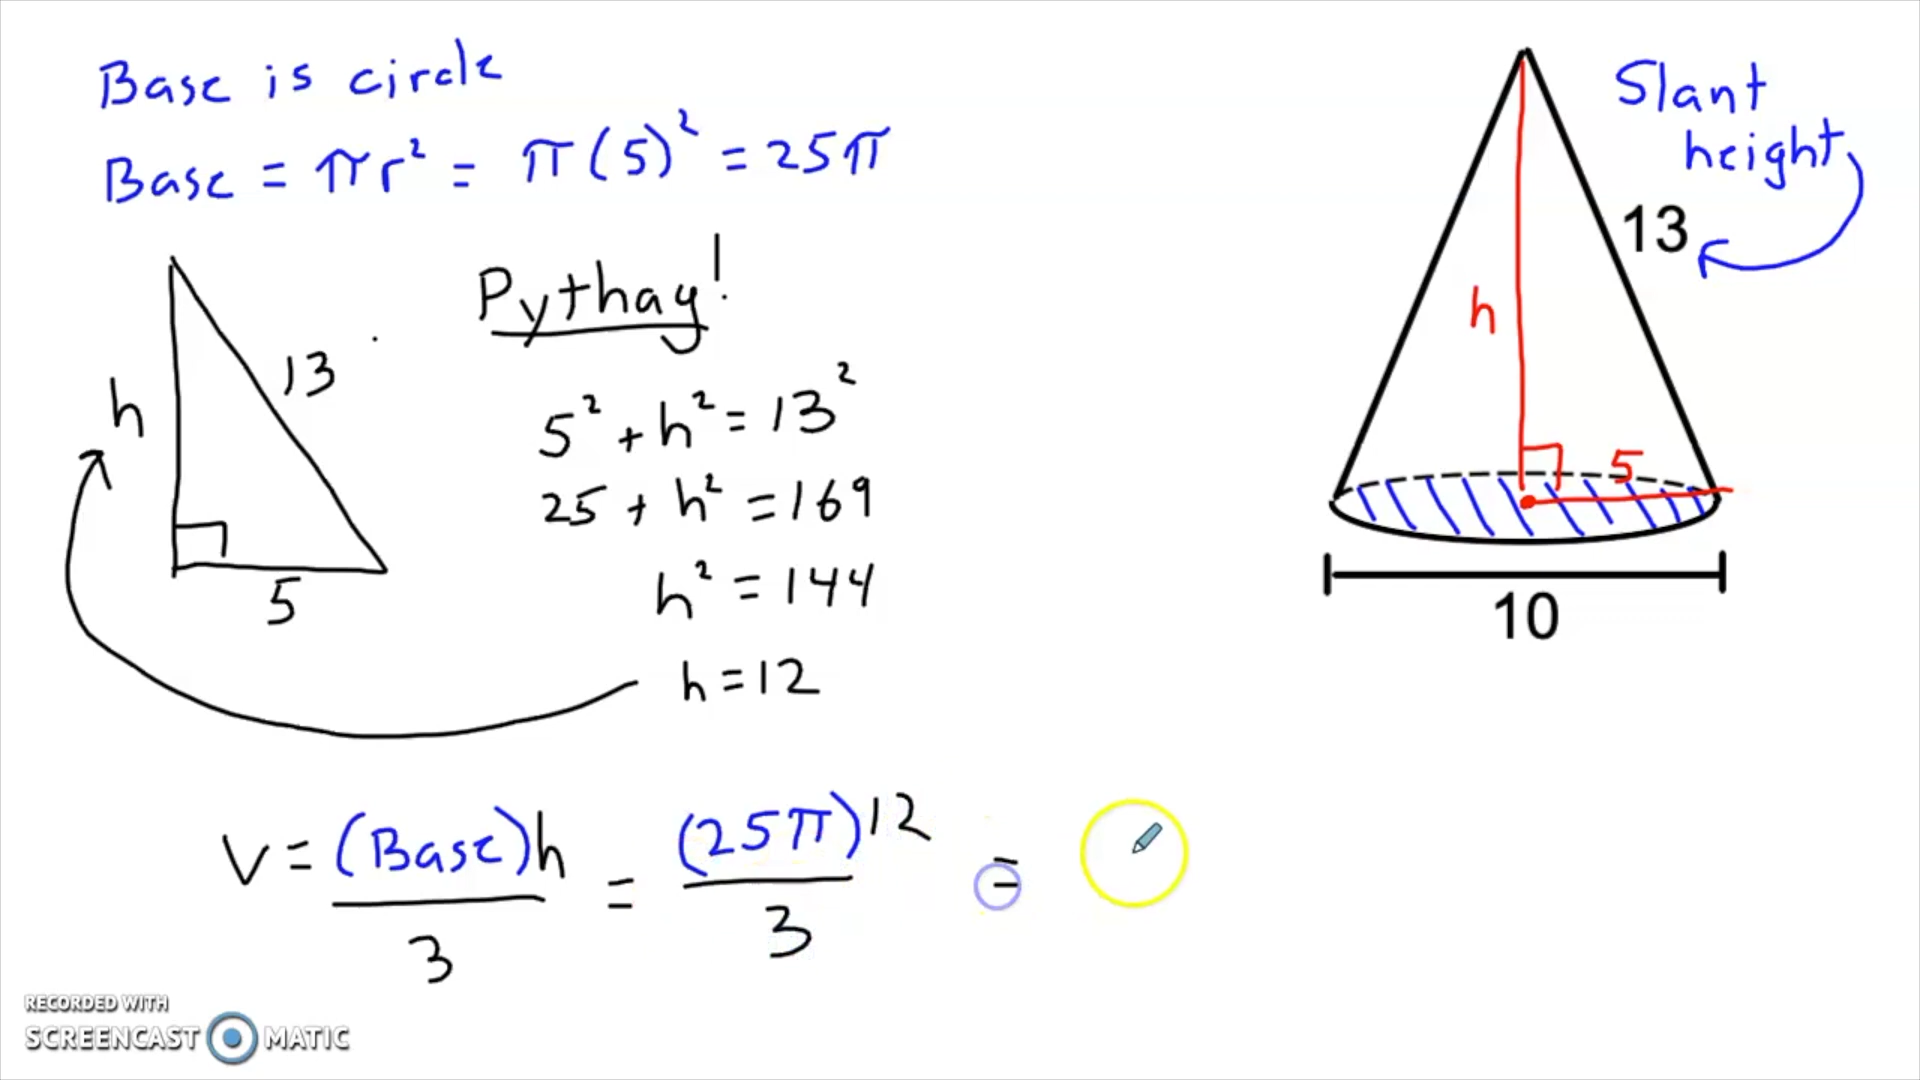 Base is circle
Base = πr² = π(5)² = 25π
Slant
height
13
h
5
10
Pythag!
h
13
5
5² + h² = 13²
25 + h² = 169
h² = 144
h = 12
V = (Base)h / 3 = (25π)12 / 3 =
RECORDED WITH
SCREENCAST MATIC